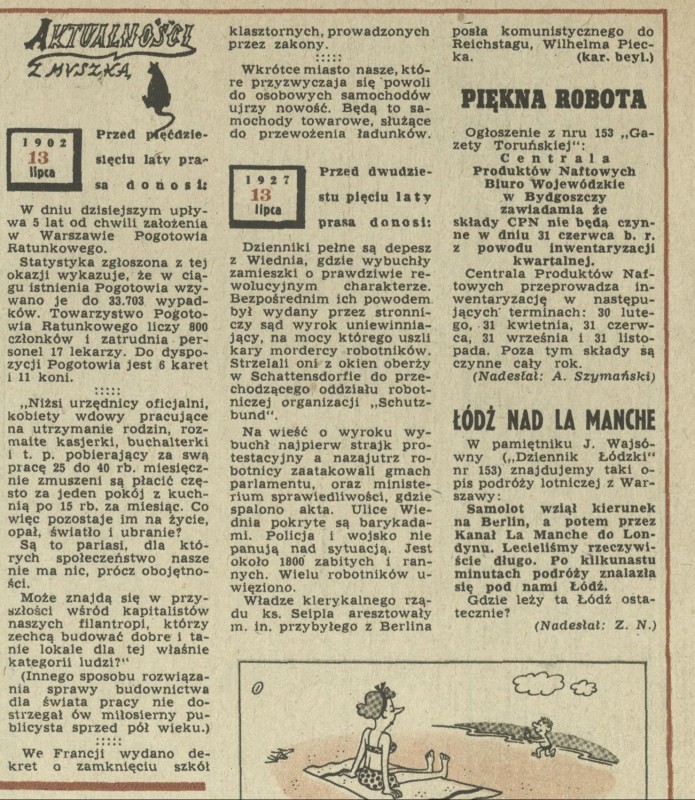 AKTUALNOŚCI
Z MYSZKĄ
1902
13
lipca
Przed pięćdzie-
sięciu laty pra-
sa donosi:
W dniu dzisiejszym upły-
wa 5 lat od chwili założenia
w Warszawie Pogotowia
Ratunkowego.
Statystyka zgłoszona z tej
okazji wykazuje, że w cią-
gu istnienia Pogotowia wzy-
wano je do 33.703 wypad-
ków. Towarzystwo Pogoto-
wia Ratunkowego liczy 800
członków i zatrudnia per-
sonel 17 lekarzy. Do dyspo-
zycji Pogotowia jest 6 karet
i 11 koni.
:::::
„Niżsi urzędnicy oficjalni,
kobiety wdowy pracujące
na utrzymanie rodzin, roz-
maite kasjerki, buchalterki
i t. p. pobierający za swą
pracę 25 do 40 rb. miesięcz-
nie zmuszeni są płacić czę-
sto za jeden pokój z kuch-
nią po 15 rb. za miesiąc. Co
więc pozostaje im na życie,
opał, światło i ubranie?
Są to pariasi, dla któ-
rych społeczeństwo nasze
nie ma nic, prócz obojętno-
ści.
Może znajdą się w przy-
szłości wśród kapitalistów
naszych filantropi, którzy
zechcą budować dobre i ta-
nie lokale dla tej właśnie
kategorii ludzi?"
(Innego sposobu rozwiąza-
nia sprawy budownictwa
dla świata pracy nie do-
strzegał ów miłosierny pu-
blicysta sprzed pół wieku.)
:::::
We Francji wydano de-
kret o zamknięciu szkół
klasztornych, prowadzonych
przez zakony.
:::::
Wkrótce miasto nasze, któ-
re przyzwyczaja się powoli
do osobowych samochodów
ujrzy nowość. Będą to sa-
mochody towarowe, służące
do przewożenia ładunków.
1927
13
lipca
Przed dwudzie-
stu pięciu laty
prasa donosi:
Dzienniki pełne są depesz
z Wiednia, gdzie wybuchły
zamieszki o prawdziwie re-
wolucyjnym charakterze.
Bezpośrednim ich powodem
był wydany przez stronni-
czy sąd wyrok uniewinnia-
jący, na mocy którego uszli
kary mordercy robotników.
Strzelali oni z okien oberży
w Schattensdorfie do prze-
chodzącego oddziału robot-
niczej organizacji „Schutz-
bund".
Na wieść o wyroku wy-
buchł najpierw strajk pro-
testacyjny a nazajutrz ro-
botnicy zaatakowali gmach
parlamentu, oraz ministe-
rium sprawiedliwości, gdzie
spalono akta. Ulice Wie-
dnia pokryte są barykada-
mi. Policja i wojsko nie
panują nad sytuacją. Jest
około 1800 zabitych i ran-
nych. Wielu robotników u-
więziono.
Władze klerykalnego rzą-
du ks. Seipla aresztowały
m. in. przybyłego z Berlina
posła komunistycznego do
Reichstagu, Wilhelma Piec-
ka. (kar. beyl.)
PIĘKNA ROBOTA
Ogłoszenie z nru 153 „Ga-
zety Toruńskiej":
Centrala
Produktów Naftowych
Biuro Wojewódzkie
w Bydgoszczy
zawiadamia że
składy CPN nie będą czyn-
ne w dniu 31 czerwca b. r.
z powodu inwentaryzacji
kwartalnej.
Centrala Produktów Naf-
towych przeprowadza in-
wentaryzację w następu-
jących terminach: 30 lute-
go, 31 kwietnia, 31 czerw-
ca, 31 września i 31 listo-
pada. Poza tym składy są
czynne cały rok.
(Nadesłał: A. Szymański)
ŁÓDŹ NAD LA MANCHE
W pamiętniku J. Wajsó-
wny („Dziennik Łódzki"
nr 153) znajdujemy taki o-
pis podróży lotniczej z War-
szawy:
Samolot wziął kierunek
na Berlin, a potem przez
Kanał La Manche do Lon-
dynu. Lecieliśmy rzeczywi-
ście długo. Po kilkunastu
minutach podróży znalazła
się pod nami Łódź.
Gdzie leży ta Łódź osta-
tecznie?
(Nadesłał: Z. N.)